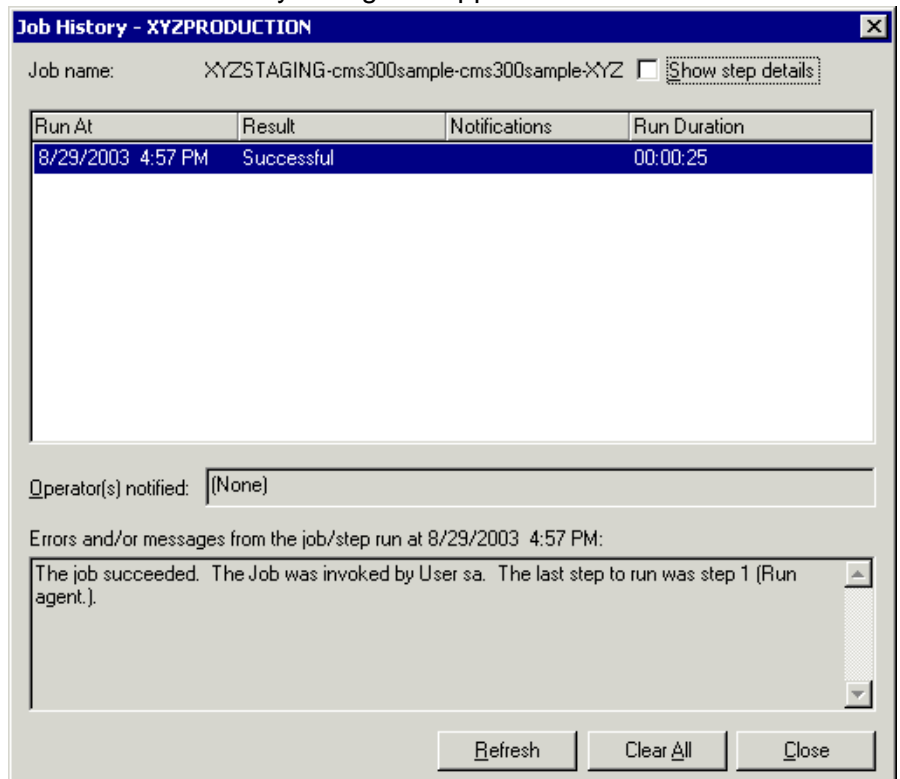 Job History - XYZPRODUCTION
Job name: XYZSTAGING-cms300sample-cms300sample-XYZ Show step details
Run At Result Notifications Run Duration
8/29/2003 4:57 PM Successful 00:00:25
Operator(s) notified: (None)
Errors and/or messages from the job/step run at 8/29/2003 4:57 PM:
The job succeeded. The Job was invoked by User sa. The last step to run was step 1 (Run
agent.).
Refresh Clear All Close